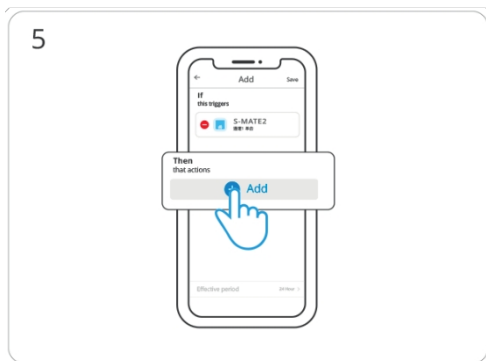 5
Add
Save
If
this triggers
S-MATE2
Then
that actions
Add
Effective period